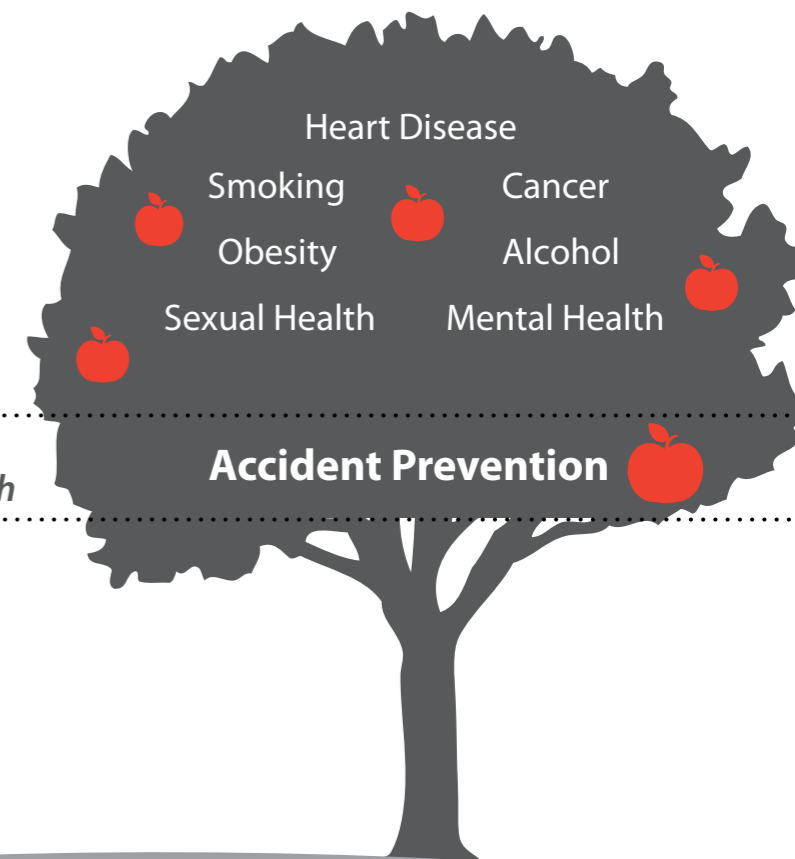 Heart Disease
Smoking Cancer
Obesity Alcohol
Sexual Health Mental Health
Accident Prevention
h